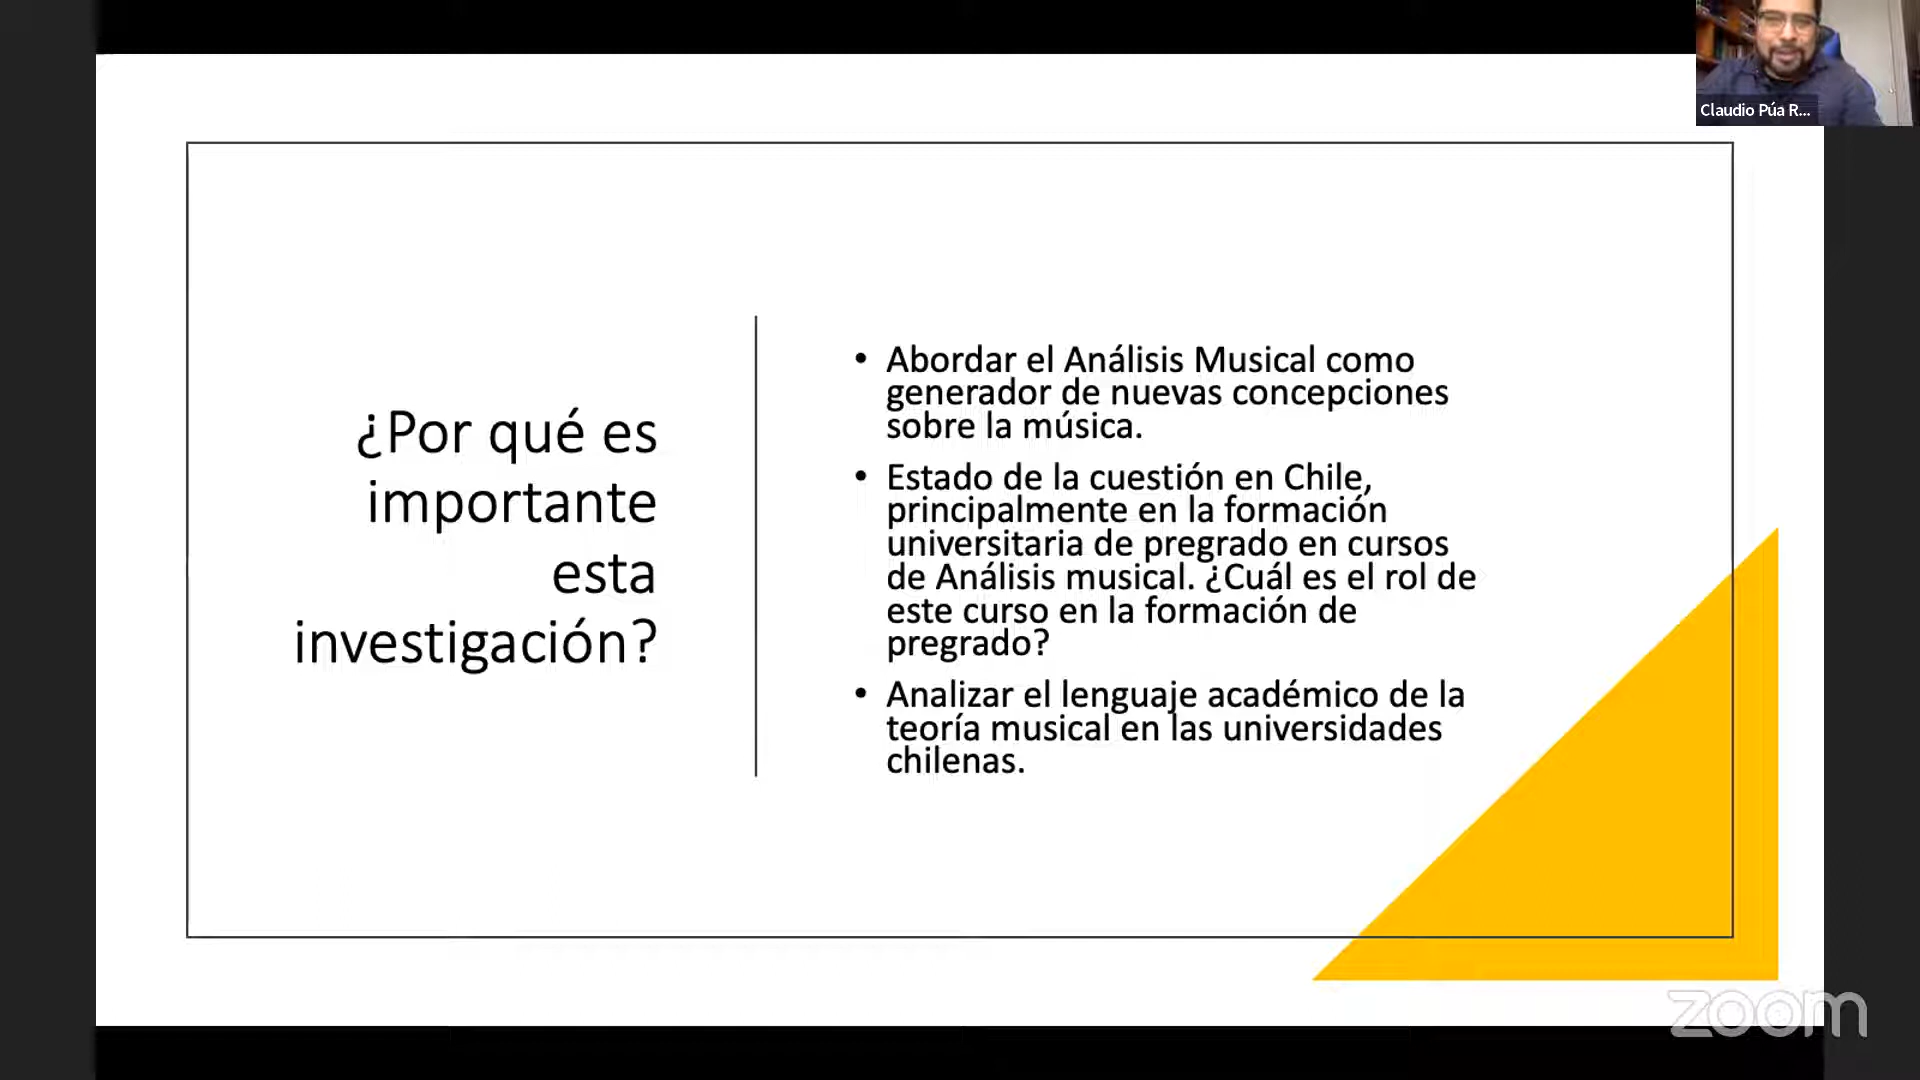 Claudio Púa R...
¿Por qué es
importante
esta
investigación?
• Abordar el Análisis Musical como
generador de nuevas concepciones
sobre la música.
• Estado de la cuestión en Chile,
principalmente en la formación
universitaria de pregrado en cursos
de Análisis musical. ¿Cuál es el rol de
este curso en la formación de
pregrado?
• Analizar el lenguaje académico de la
teoría musical en las universidades
chilenas.
zoom